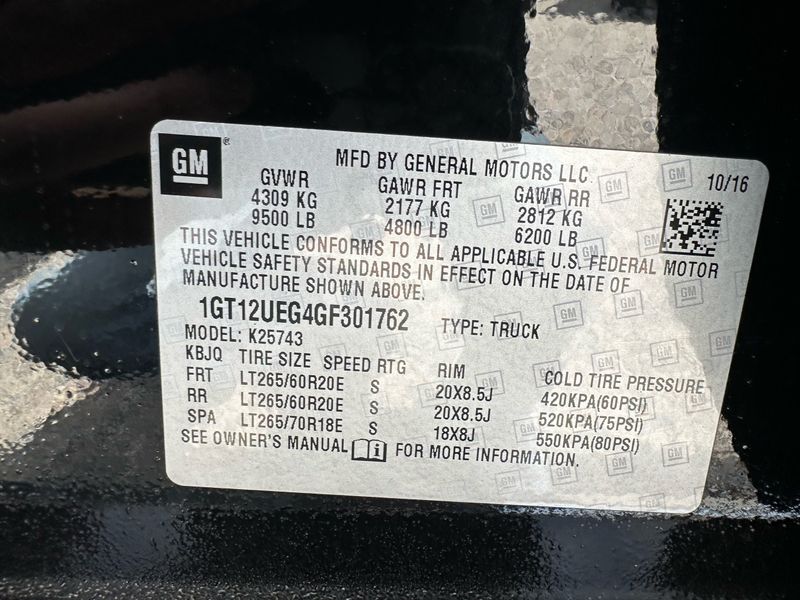 GM ®
MFD BY GENERAL MOTORS LLC
10/16
GVWR GAWR FRT GAWR RR
4309 KG 2177 KG 2812 KG
9500 LB 4800 LB 6200 LB
THIS VEHICLE CONFORMS TO ALL APPLICABLE U.S. FEDERAL MOTOR
VEHICLE SAFETY STANDARDS IN EFFECT ON THE DATE OF
MANUFACTURE SHOWN ABOVE.
1GT12UEG4GF301762 TYPE: TRUCK
MODEL: K25743
KBJQ TIRE SIZE SPEED RTG RIM COLD TIRE PRESSURE
FRT LT265/60R20E S 20X8.5J 420KPA(60PSI)
RR LT265/60R20E S 20X8.5J 520KPA(75PSI)
SPA LT265/70R18E S 18X8J 550KPA(80PSI)
SEE OWNER'S MANUAL FOR MORE INFORMATION.